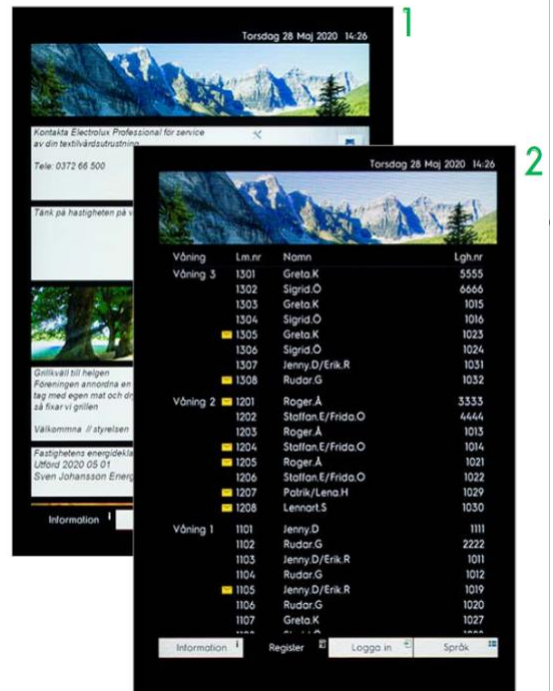 1
Torsdag 28 Maj 2020 14:26
Kontakta Electrolux Professional för service
av din textilvårdsutrustning
Tele: 0372 66 500
Tänk på hastigheten på
Grillkväll till helgen
Föreningen annordna en
tag med egen mat och
så fixar vi grillen
Välkommna // styrelsen
Fastighetens
Utförd 2020 05 01
Sven Johansson
Information
2
Torsdag 28 Maj 2020 14:26
Våning Lm.nr Namn Lgh.nr
Våning 3 1301 Greta.K 5555
1302 Sigrid.Ö 6666
1303 Greta.K 1015
1304 Sigrid.Ö 1016
1305 Greta.K 1023
1306 Sigrid.Ö 1024
1307 Jenny.D/Erik.R 1031
1308 Rudar.G 1032
Våning 2 1201 Roger.Å 3333
1202 Staffan.E/Frida.Ö 4444
1203 Roger.Å 1013
1204 Staffan.E/Frida.Ö 1014
1205 Roger.Å 1021
1206 Staffan.E/Frida.Ö 1022
1207 Patrik/Lena.H 1029
1208 Lennart.S 1030
Våning 1 1101 Jenny.D 1111
1102 Rudar.G 2222
1103 Jenny.D/Erik.R 1011
1104 Rudar.G 1012
1105 Jenny.D/Erik.R 1019
1106 Rudar.G 1020
1107 Greta.K 1027
Information Register Logga in Språk